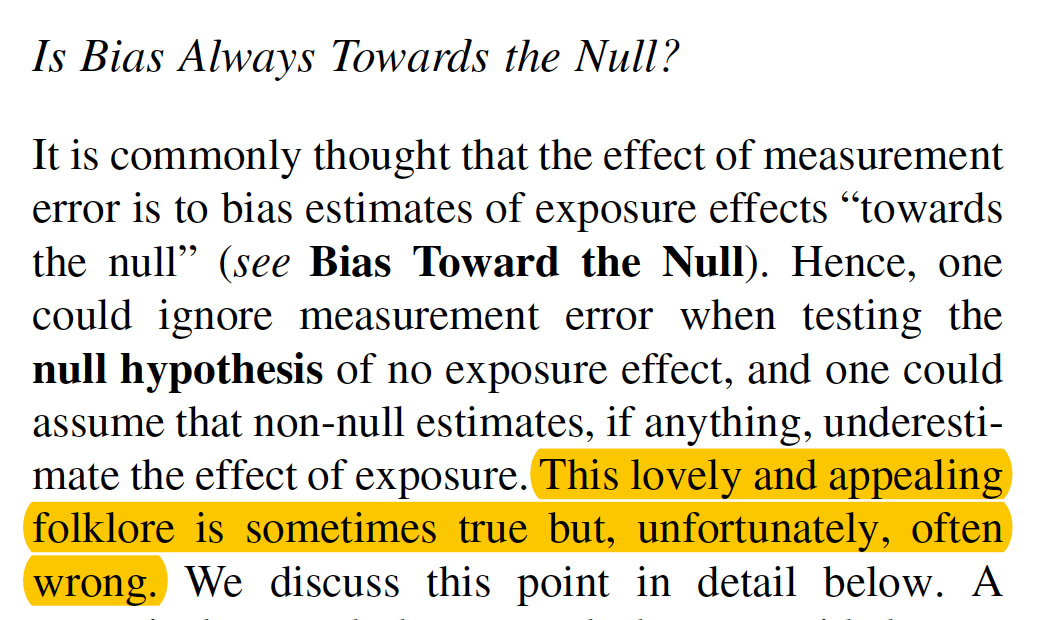 Is Bias Always Towards the Null?
It is commonly thought that the effect of measurement
error is to bias estimates of exposure effects “towards
the null” (see Bias Toward the Null). Hence, one
could ignore measurement error when testing the
null hypothesis of no exposure effect, and one could
assume that non-null estimates, if anything, underesti-
mate the effect of exposure. This lovely and appealing
folklore is sometimes true but, unfortunately, often
wrong. We discuss this point in detail below. A